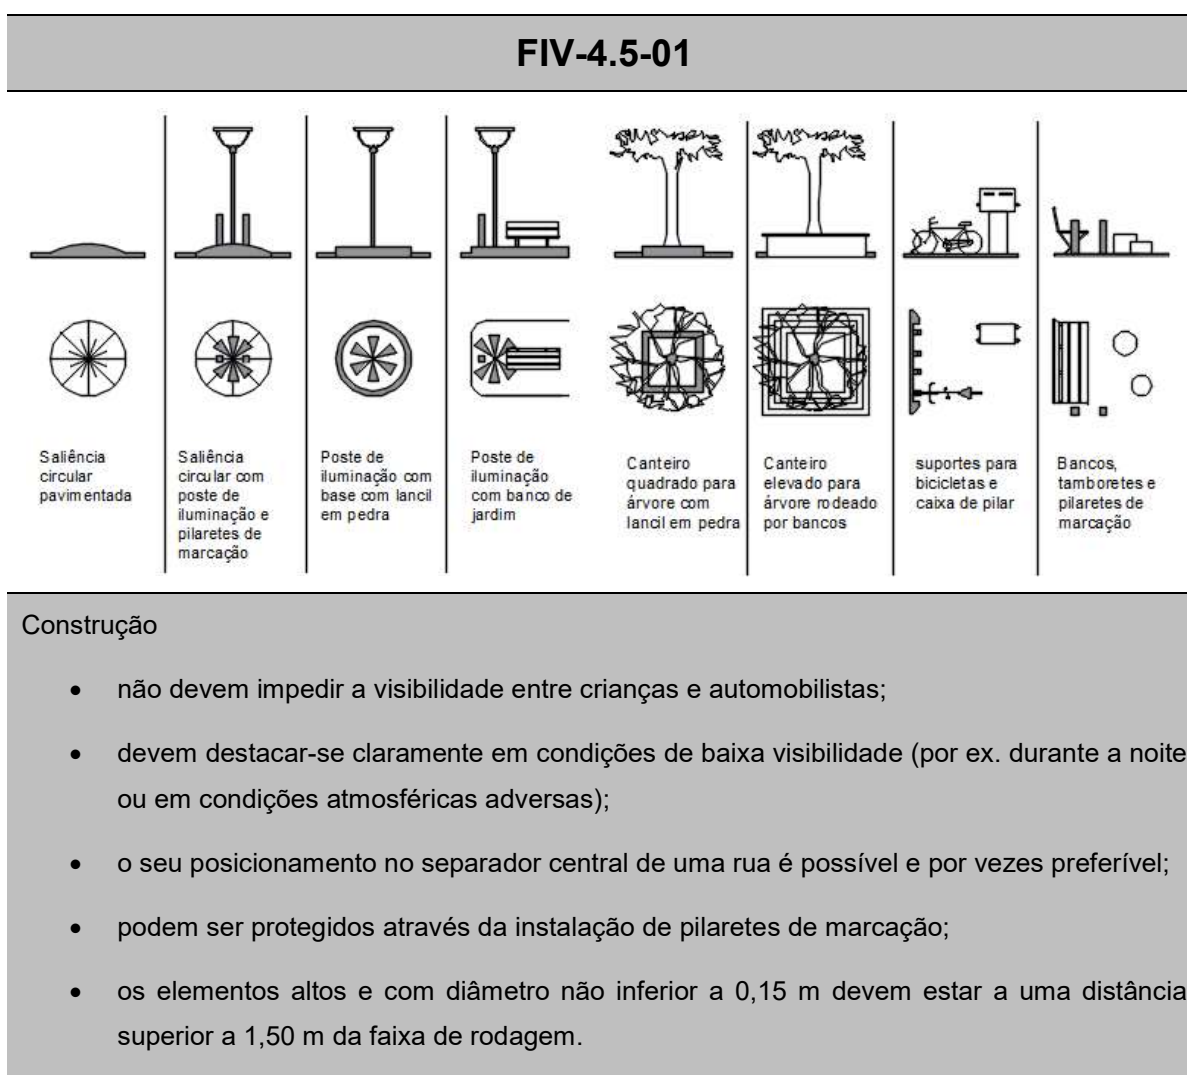 FIV-4.5-01
Saliência
circular
pavimentada
Saliência
circular com
poste de
iluminação e
pilaretes de
marcação
Poste de
iluminação com
base com lancil
em pedra
Poste de
iluminação
com banco de
jardim
Canteiro
quadrado para
árvore com
lancil em pedra
Canteiro
elevado para
árvore rodeado
por bancos
suportes para
bicicletas e
caixa de pilar
Bancos,
tamboretes e
pilaretes de
marcação
Construção
• não devem impedir a visibilidade entre crianças e automobilistas;
• devem destacar-se claramente em condições de baixa visibilidade (por ex. durante a noite
ou em condições atmosféricas adversas);
• o seu posicionamento no separador central de uma rua é possível e por vezes preferível;
• podem ser protegidos através da instalação de pilaretes de marcação;
• os elementos altos e com diâmetro não inferior a 0,15 m devem estar a uma distância
superior a 1,50 m da faixa de rodagem.